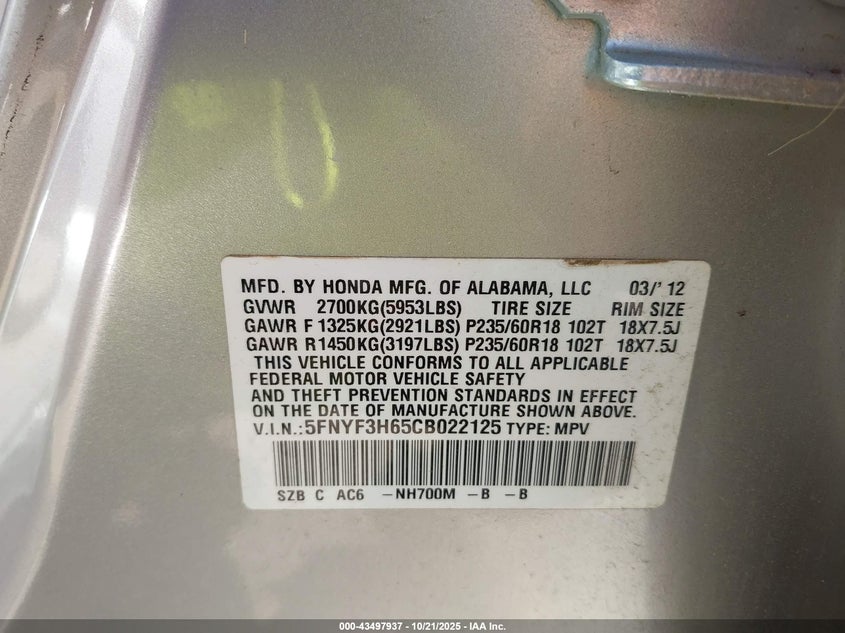 MFD. BY HONDA MFG. OF ALABAMA, LLC 03/' 12
GVWR 2700KG(5953LBS) TIRE SIZE RIM SIZE
GAWR F 1325KG(2921LBS) P235/60R18 102T 18X7.5J
GAWR R1450KG(3197LBS) P235/60R18 102T 18X7.5J
THIS VEHICLE CONFORMS TO ALL APPLICABLE
FEDERAL MOTOR VEHICLE SAFETY
AND THEFT PREVENTION STANDARDS IN EFFECT
ON THE DATE OF MANUFACTURE SHOWN ABOVE.
V.I.N.:5FNYF3H65CB022125 TYPE: MPV
SZB C AC6 -NH700M -B -B
000-43497937 - 10/21/2025 - IAA Inc.